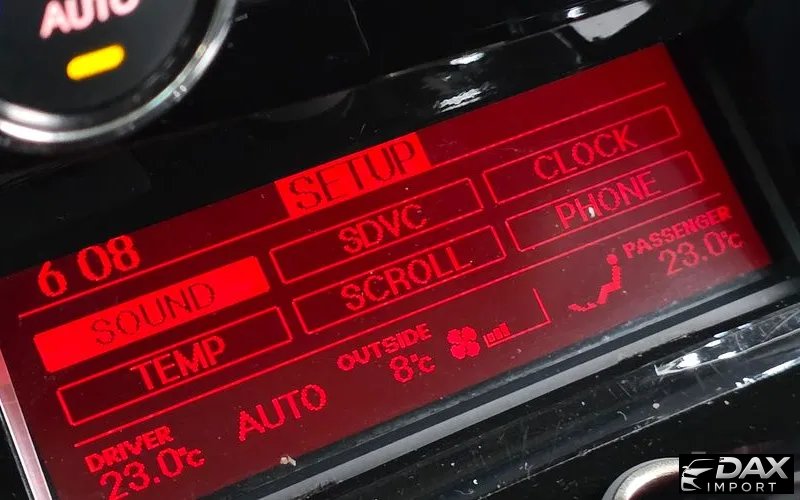 AUTO
SETUP
6 08
SOUND SDVC CLOCK
TEMP SCROLL PHONE
DRIVER 23.0°C
AUTO
OUTSIDE 8°C
PASSENGER 23.0°C
DAX
IMPORT